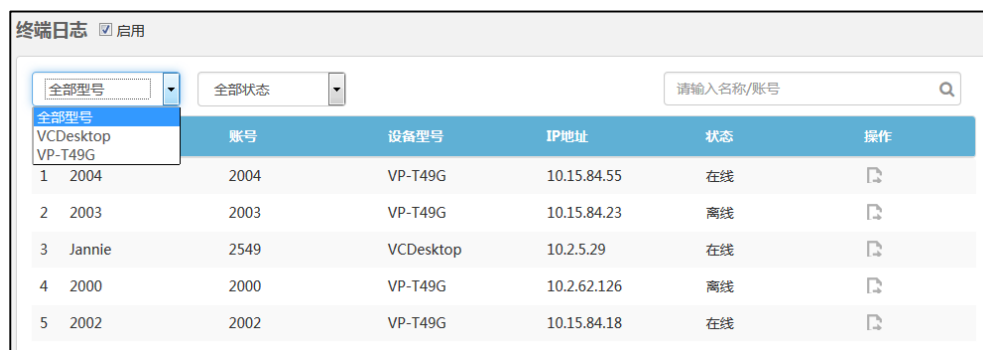 终端日志 启用
全部型号 全部状态 请输入名称/账号
全部型号
VCDesktop
VP-T49G
账号 设备型号 IP地址 状态 操作
1 2004 2004 VP-T49G 10.15.84.55 在线
2 2003 2003 VP-T49G 10.15.84.23 离线
3 Jannie 2549 VCDesktop 10.2.5.29 在线
4 2000 2000 VP-T49G 10.2.62.126 离线
5 2002 2002 VP-T49G 10.15.84.18 在线